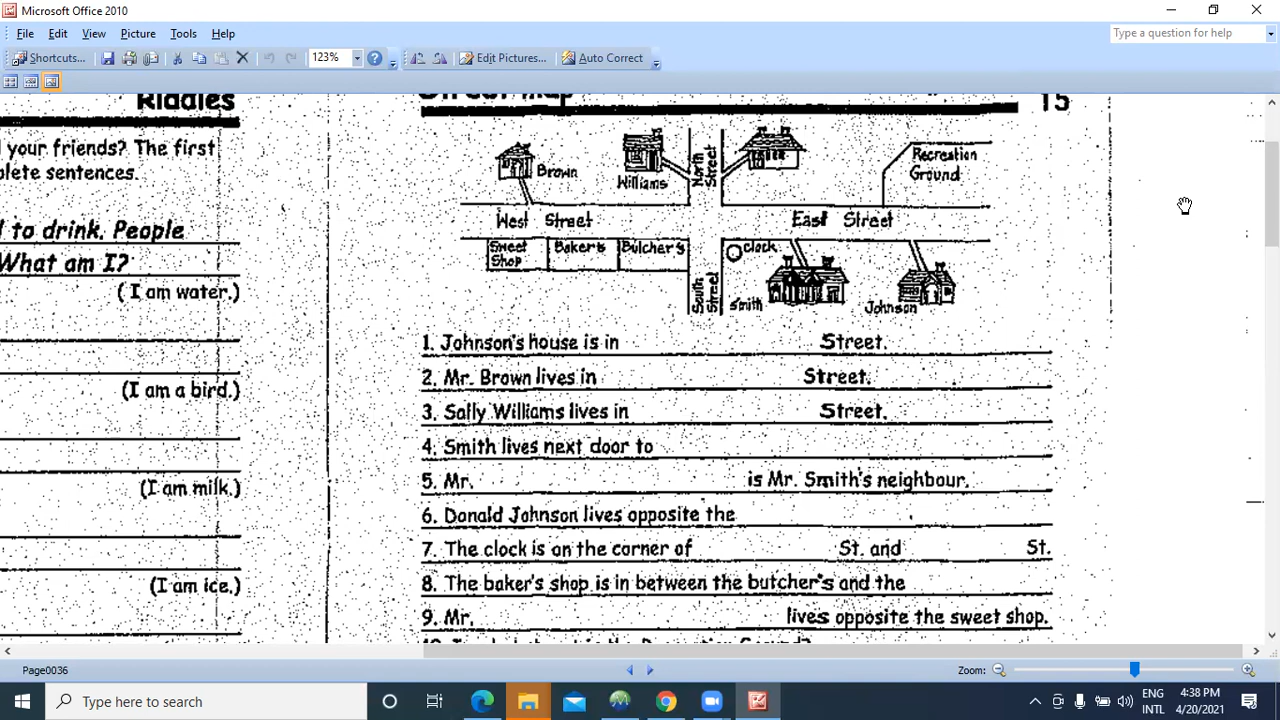 Microsoft Office 2010
File Edit View Picture Tools Help
Type a question for help
Shortcuts...
123%
Edit Pictures...
Auto Correct
Riddles
your friends? The first
plete sentences.
to drink. People
What am I?
( I am water.)
(I am a bird.)
(I am milk.)
(I am ice.)
Street Map 15
Brown
Williams
North Street
Recreation Ground
West Street
East Street
Sweet Shop
Baker's
Butcher's
South Street
clock
Smith
Johnson
1. Johnson's house is in Street.
2. Mr. Brown lives in Street.
3. Sally Williams lives in Street.
4. Smith lives next door to
5. Mr. is Mr. Smith's neighbour.
6. Donald Johnson lives opposite the .
7. The clock is on the corner of St. and St.
8. The baker's shop is in between the butcher's and the
9. Mr. lives opposite the sweet shop.
Page0036
Zoom:
Type here to search
ENG
4:38 PM
4/20/2021